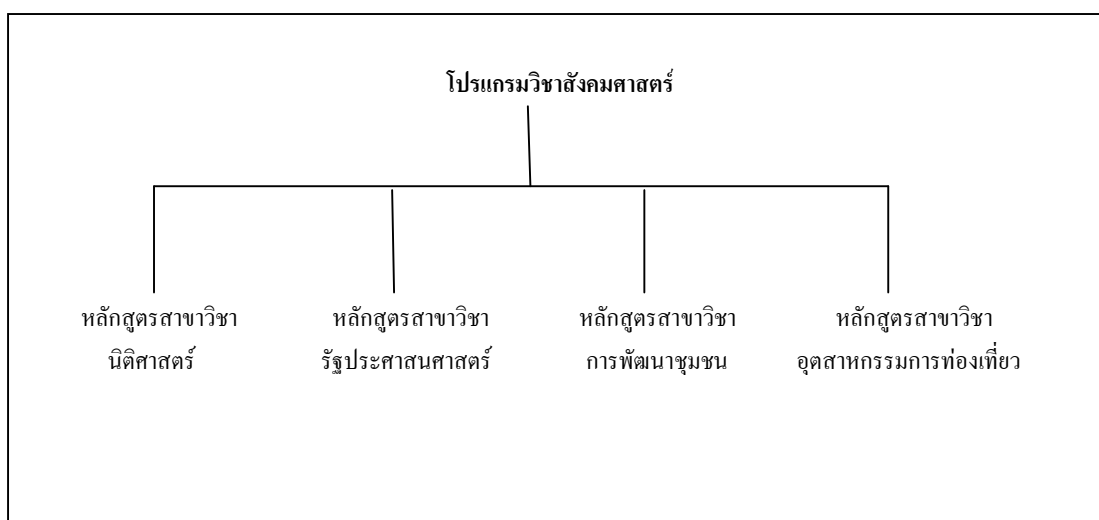 โปรแกรมวิชาสังคมศาสตร์
หลักสูตรสาขาวิชา
นิติศาสตร์
หลักสูตรสาขาวิชา
รัฐประศาสนศาสตร์
หลักสูตรสาขาวิชา
การพัฒนาชุมชน
หลักสูตรสาขาวิชา
อุตสาหกรรมการท่องเที่ยว